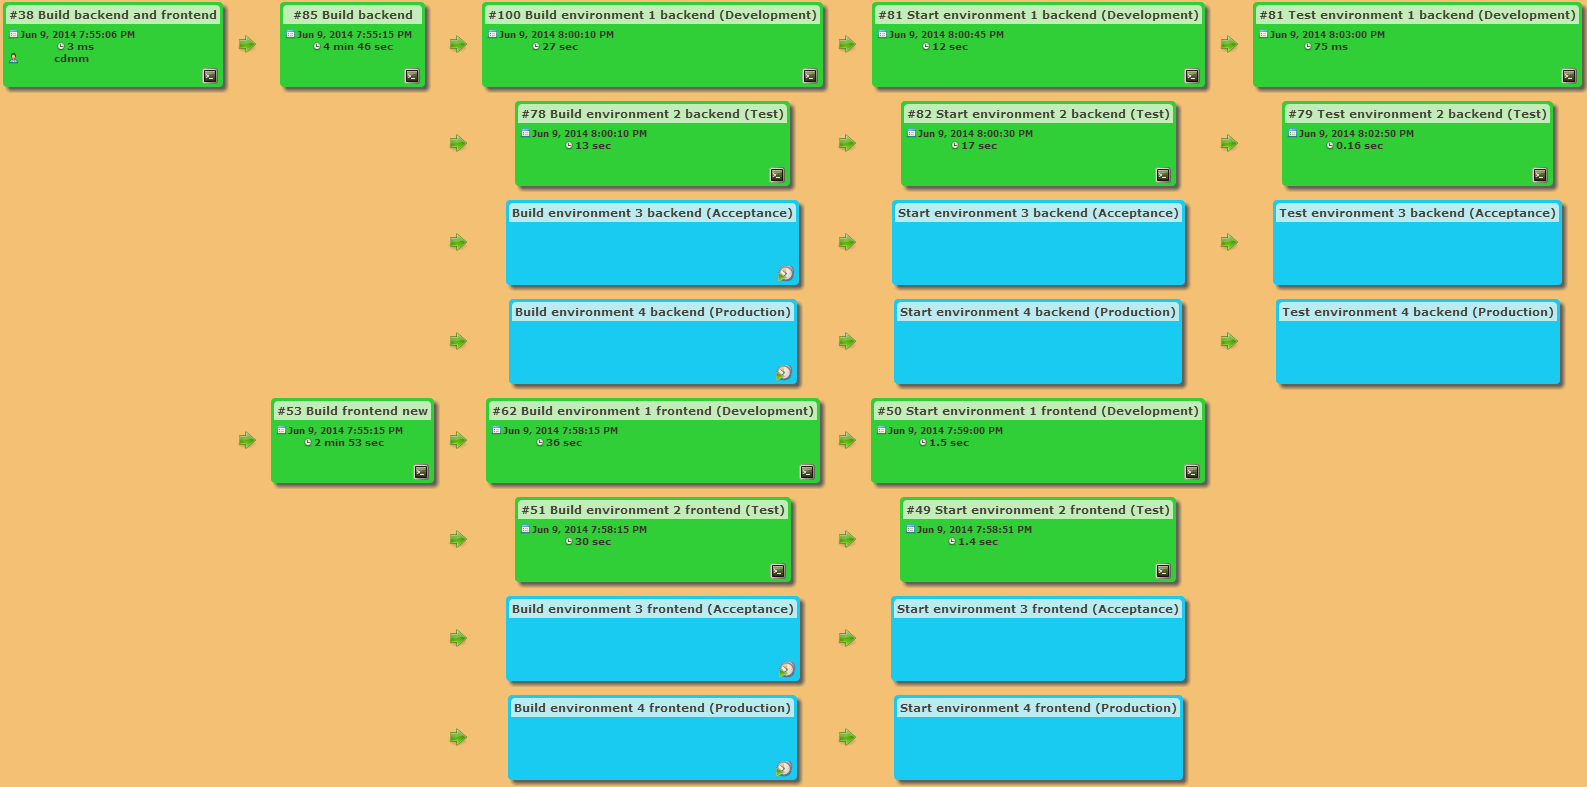 #38 Build backend and frontend
Jun 9, 2014 7:55:06 PM
3 ms
cdmm
#85 Build backend
Jun 9, 2014 7:55:15 PM
4 min 46 sec
#100 Build environment 1 backend (Development)
Jun 9, 2014 8:00:10 PM
27 sec
#81 Start environment 1 backend (Development)
Jun 9, 2014 8:00:45 PM
12 sec
#81 Test environment 1 backend (Development)
Jun 9, 2014 8:03:00 PM
75 ms
#78 Build environment 2 backend (Test)
Jun 9, 2014 8:00:10 PM
13 sec
#82 Start environment 2 backend (Test)
Jun 9, 2014 8:00:30 PM
17 sec
#79 Test environment 2 backend (Test)
Jun 9, 2014 8:02:50 PM
0.16 sec
Build environment 3 backend (Acceptance)
Start environment 3 backend (Acceptance)
Test environment 3 backend (Acceptance)
Build environment 4 backend (Production)
Start environment 4 backend (Production)
Test environment 4 backend (Production)
#53 Build frontend new
Jun 9, 2014 7:55:15 PM
2 min 53 sec
#62 Build environment 1 frontend (Development)
Jun 9, 2014 7:58:15 PM
36 sec
#50 Start environment 1 frontend (Development)
Jun 9, 2014 7:59:00 PM
1.5 sec
#51 Build environment 2 frontend (Test)
Jun 9, 2014 7:58:15 PM
30 sec
#49 Start environment 2 frontend (Test)
Jun 9, 2014 7:58:51 PM
1.4 sec
Build environment 3 frontend (Acceptance)
Start environment 3 frontend (Acceptance)
Build environment 4 frontend (Production)
Start environment 4 frontend (Production)